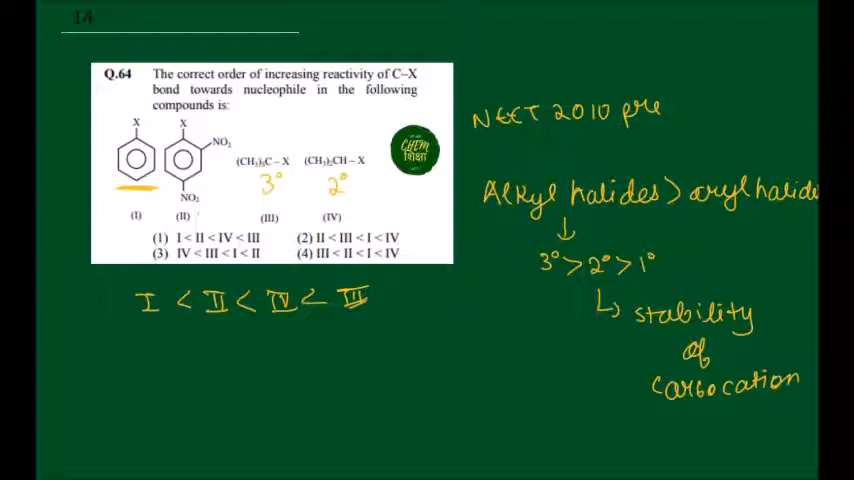 14
Q.64 The correct order of increasing reactivity of C–X
bond towards nucleophile in the following
compounds is:
X X
NO₂
(CH₃)₃C – X (CH₃)₂CH – X
3° 2°
NO₂
(I) (II) (III) (IV)
(1) I < II < IV < III (2) II < III < I < IV
(3) IV < III < I < II (4) III < II < I < IV
CHEM
शिक्षा
I < II < IV < III
NEET 2010 pre
Alkyl halides > aryl halide
↓
3° > 2° > 1°
↳ stability
of
carbocation